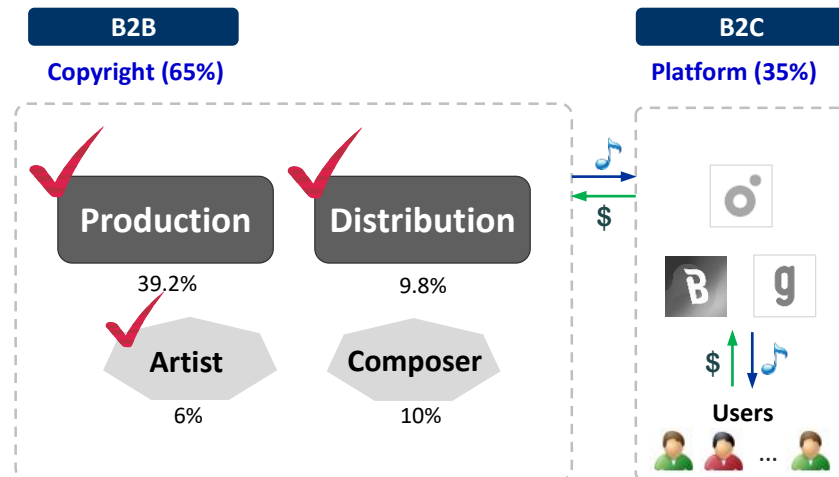 B2B
Copyright (65%)
Production
Distribution
39.2%
9.8%
Artist
Composer
6%
10%
B2C
Platform (35%)
$
B
g
$
Users
...